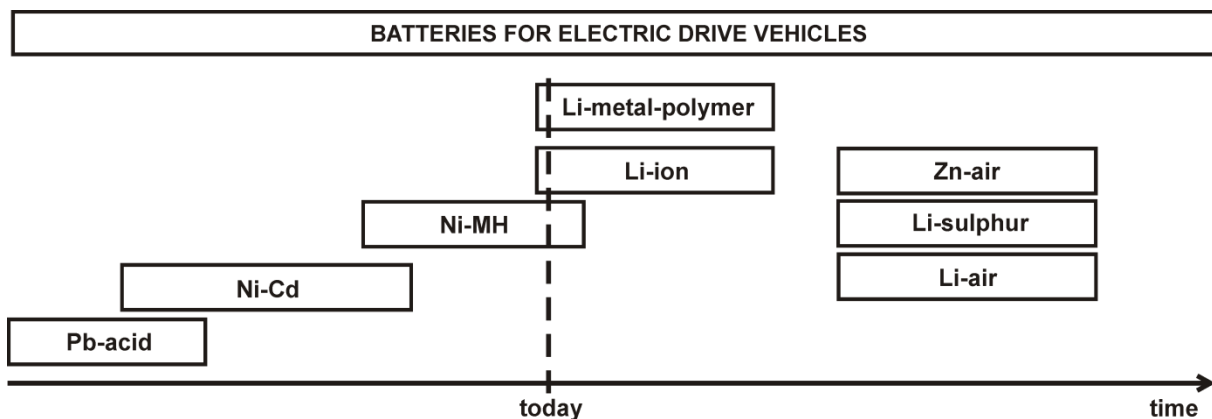 BATTERIES FOR ELECTRIC DRIVE VEHICLES
Li-metal-polymer
Li-ion
Zn-air
Ni-MH
Li-sulphur
Ni-Cd
Li-air
Pb-acid
today
time